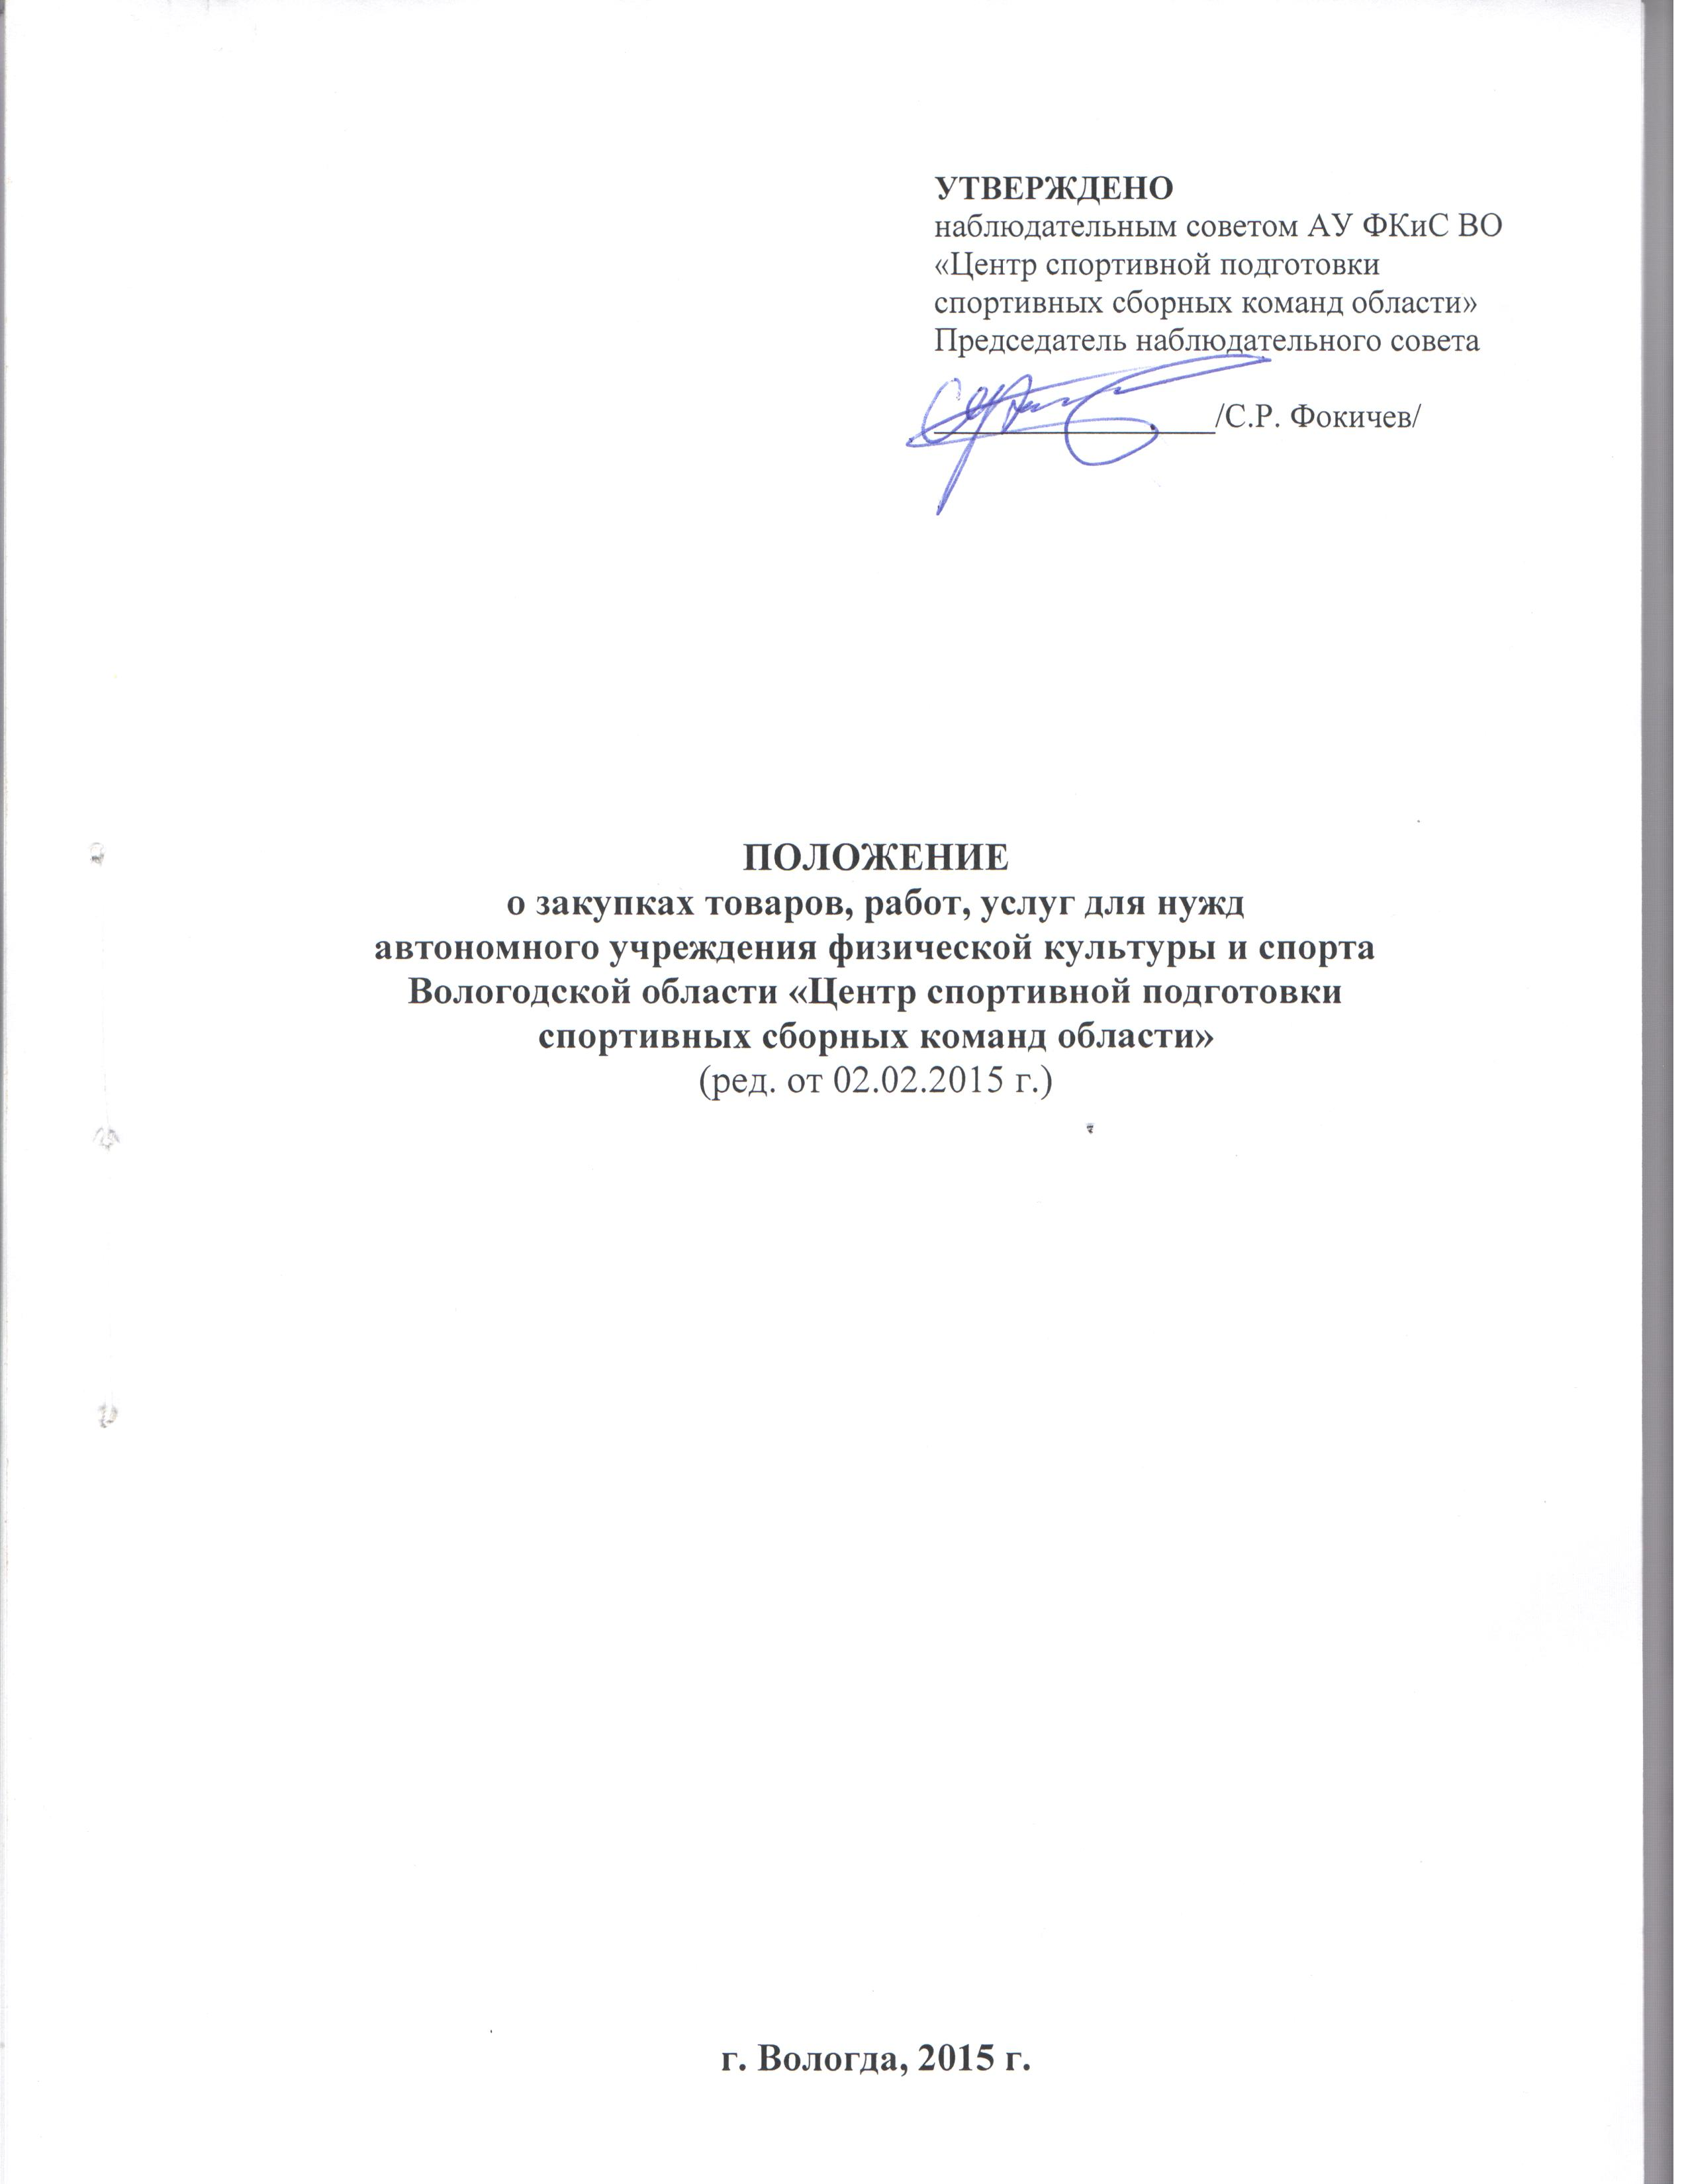 УТВЕРЖДЕНО
наблюдательным советом АУ ФКиС ВО
«Центр спортивной подготовки
спортивных сборных команд области»
Председатель наблюдательного совета
/С.Р. Фокичев/
ПОЛОЖЕНИЕ
о закупках товаров, работ, услуг для нужд
автономного учреждения физической культуры и спорта
Вологодской области «Центр спортивной подготовки
спортивных сборных команд области»
(ред. от 02.02.2015 г.)
г. Вологда, 2015 г.